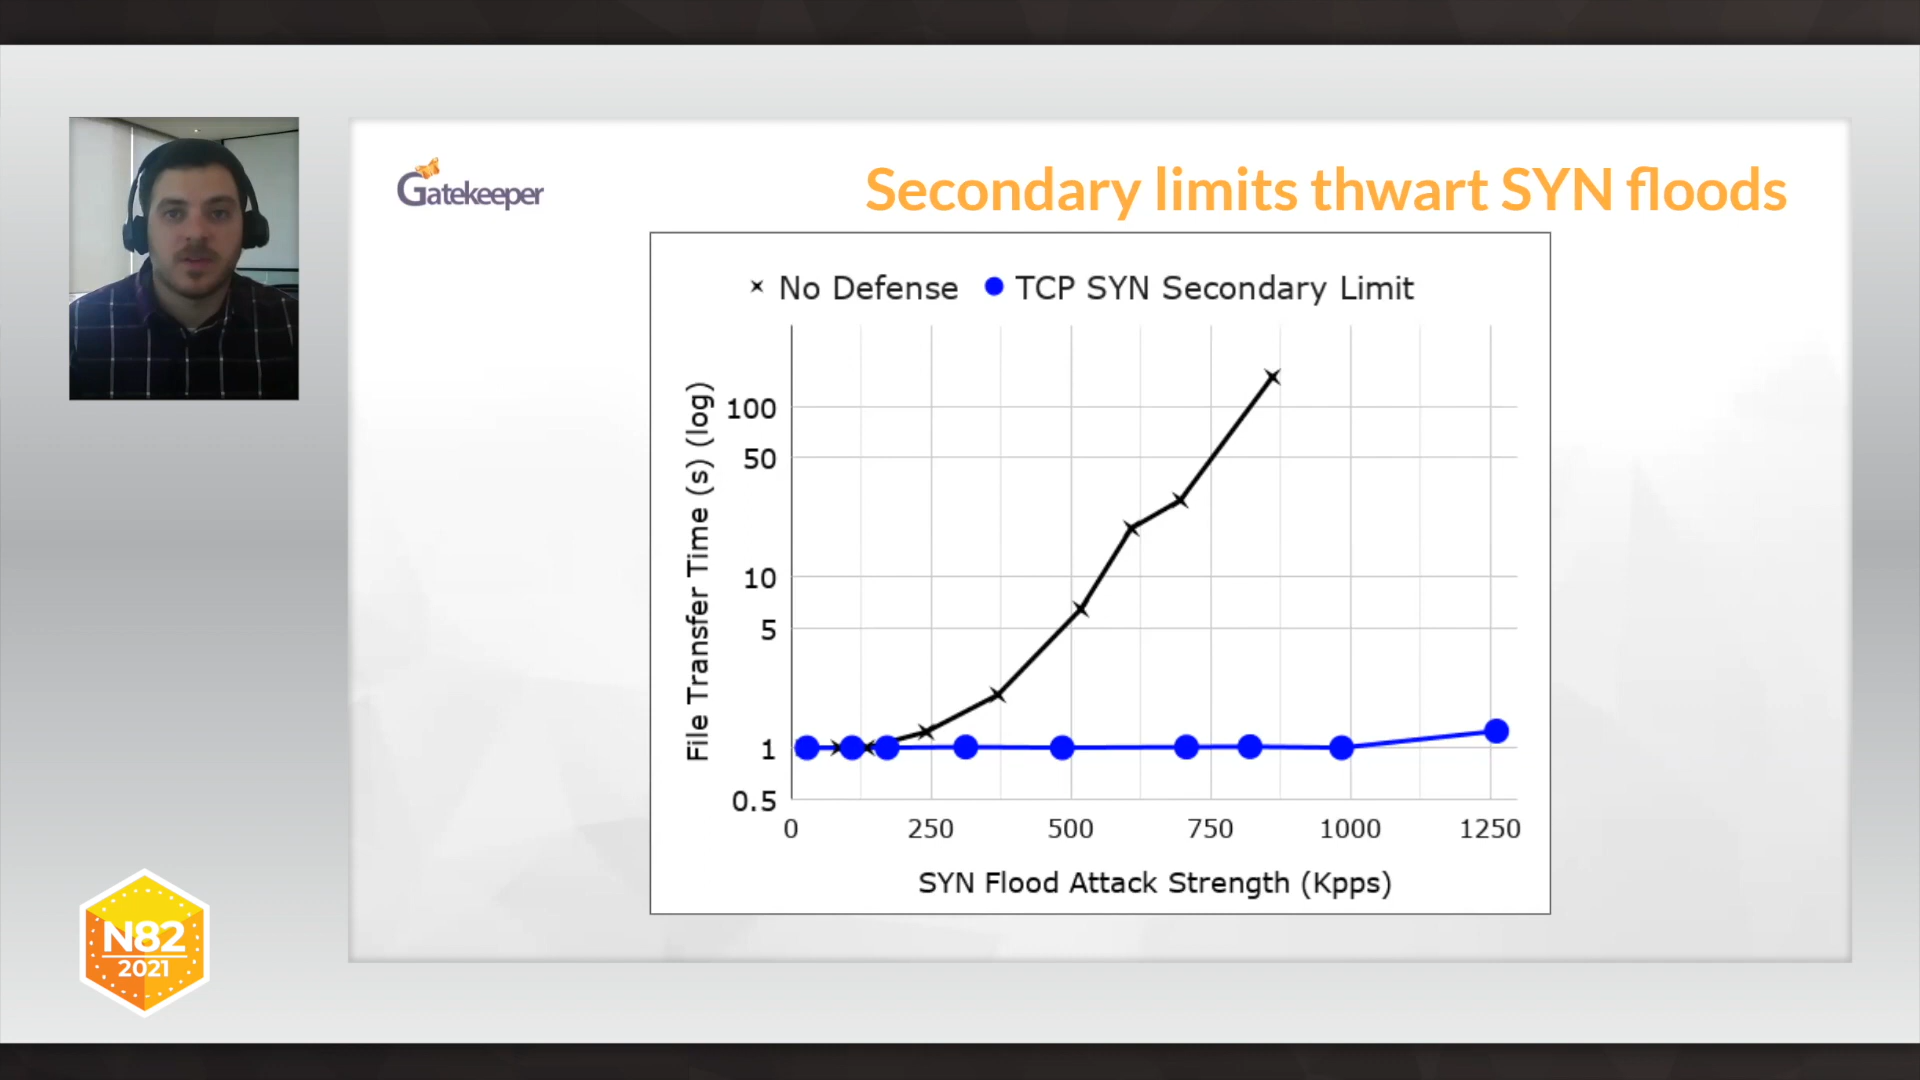 Gatekeeper
Secondary limits thwart SYN floods
No Defense
TCP SYN Secondary Limit
File Transfer Time (s) (log)
100
50
10
5
1
0.5
0
250
500
750
1000
1250
SYN Flood Attack Strength (Kpps)
N82
2021